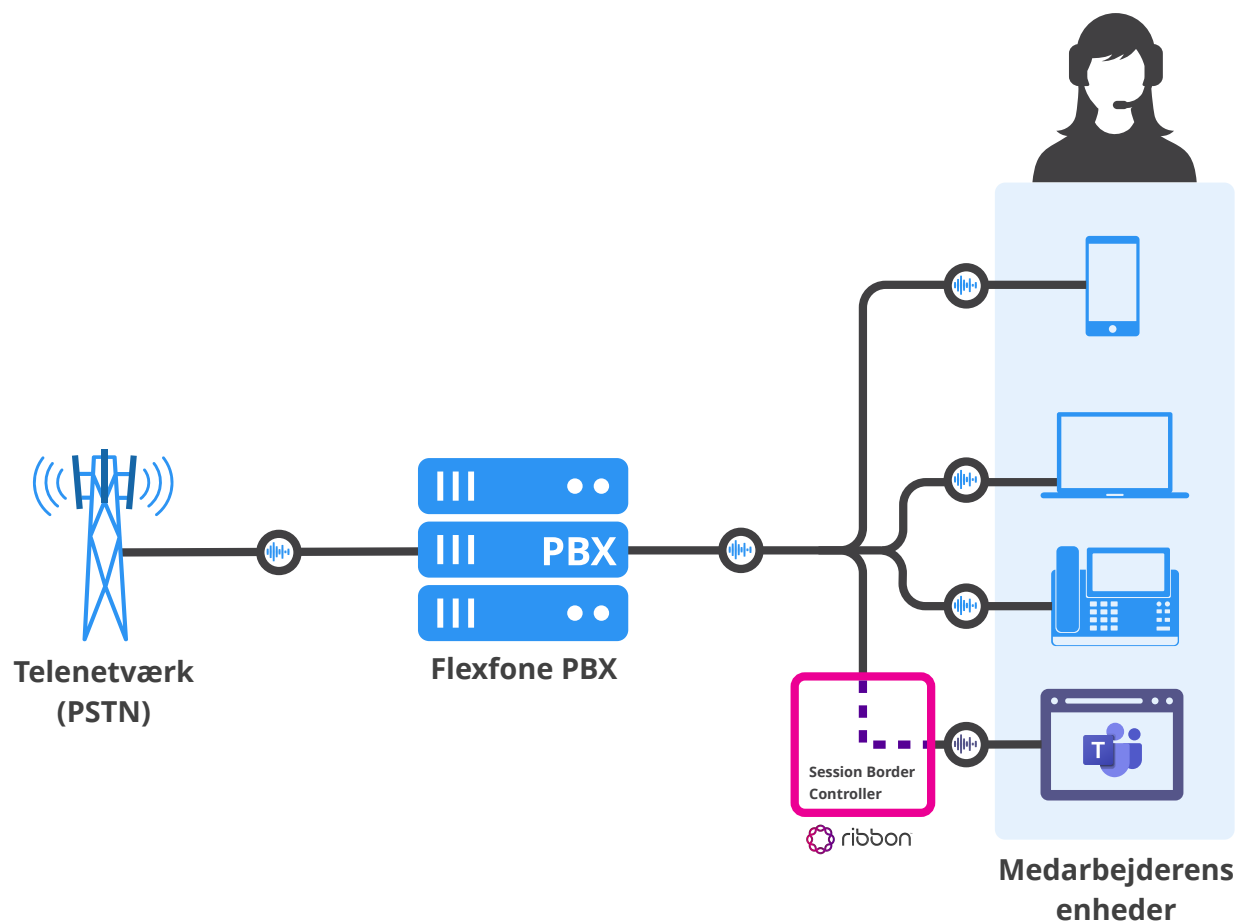 PBX
Telenetværk
(PSTN)
Flexfone PBX
Session Border
Controller
ribbon
T
Medarbejderens
enheder